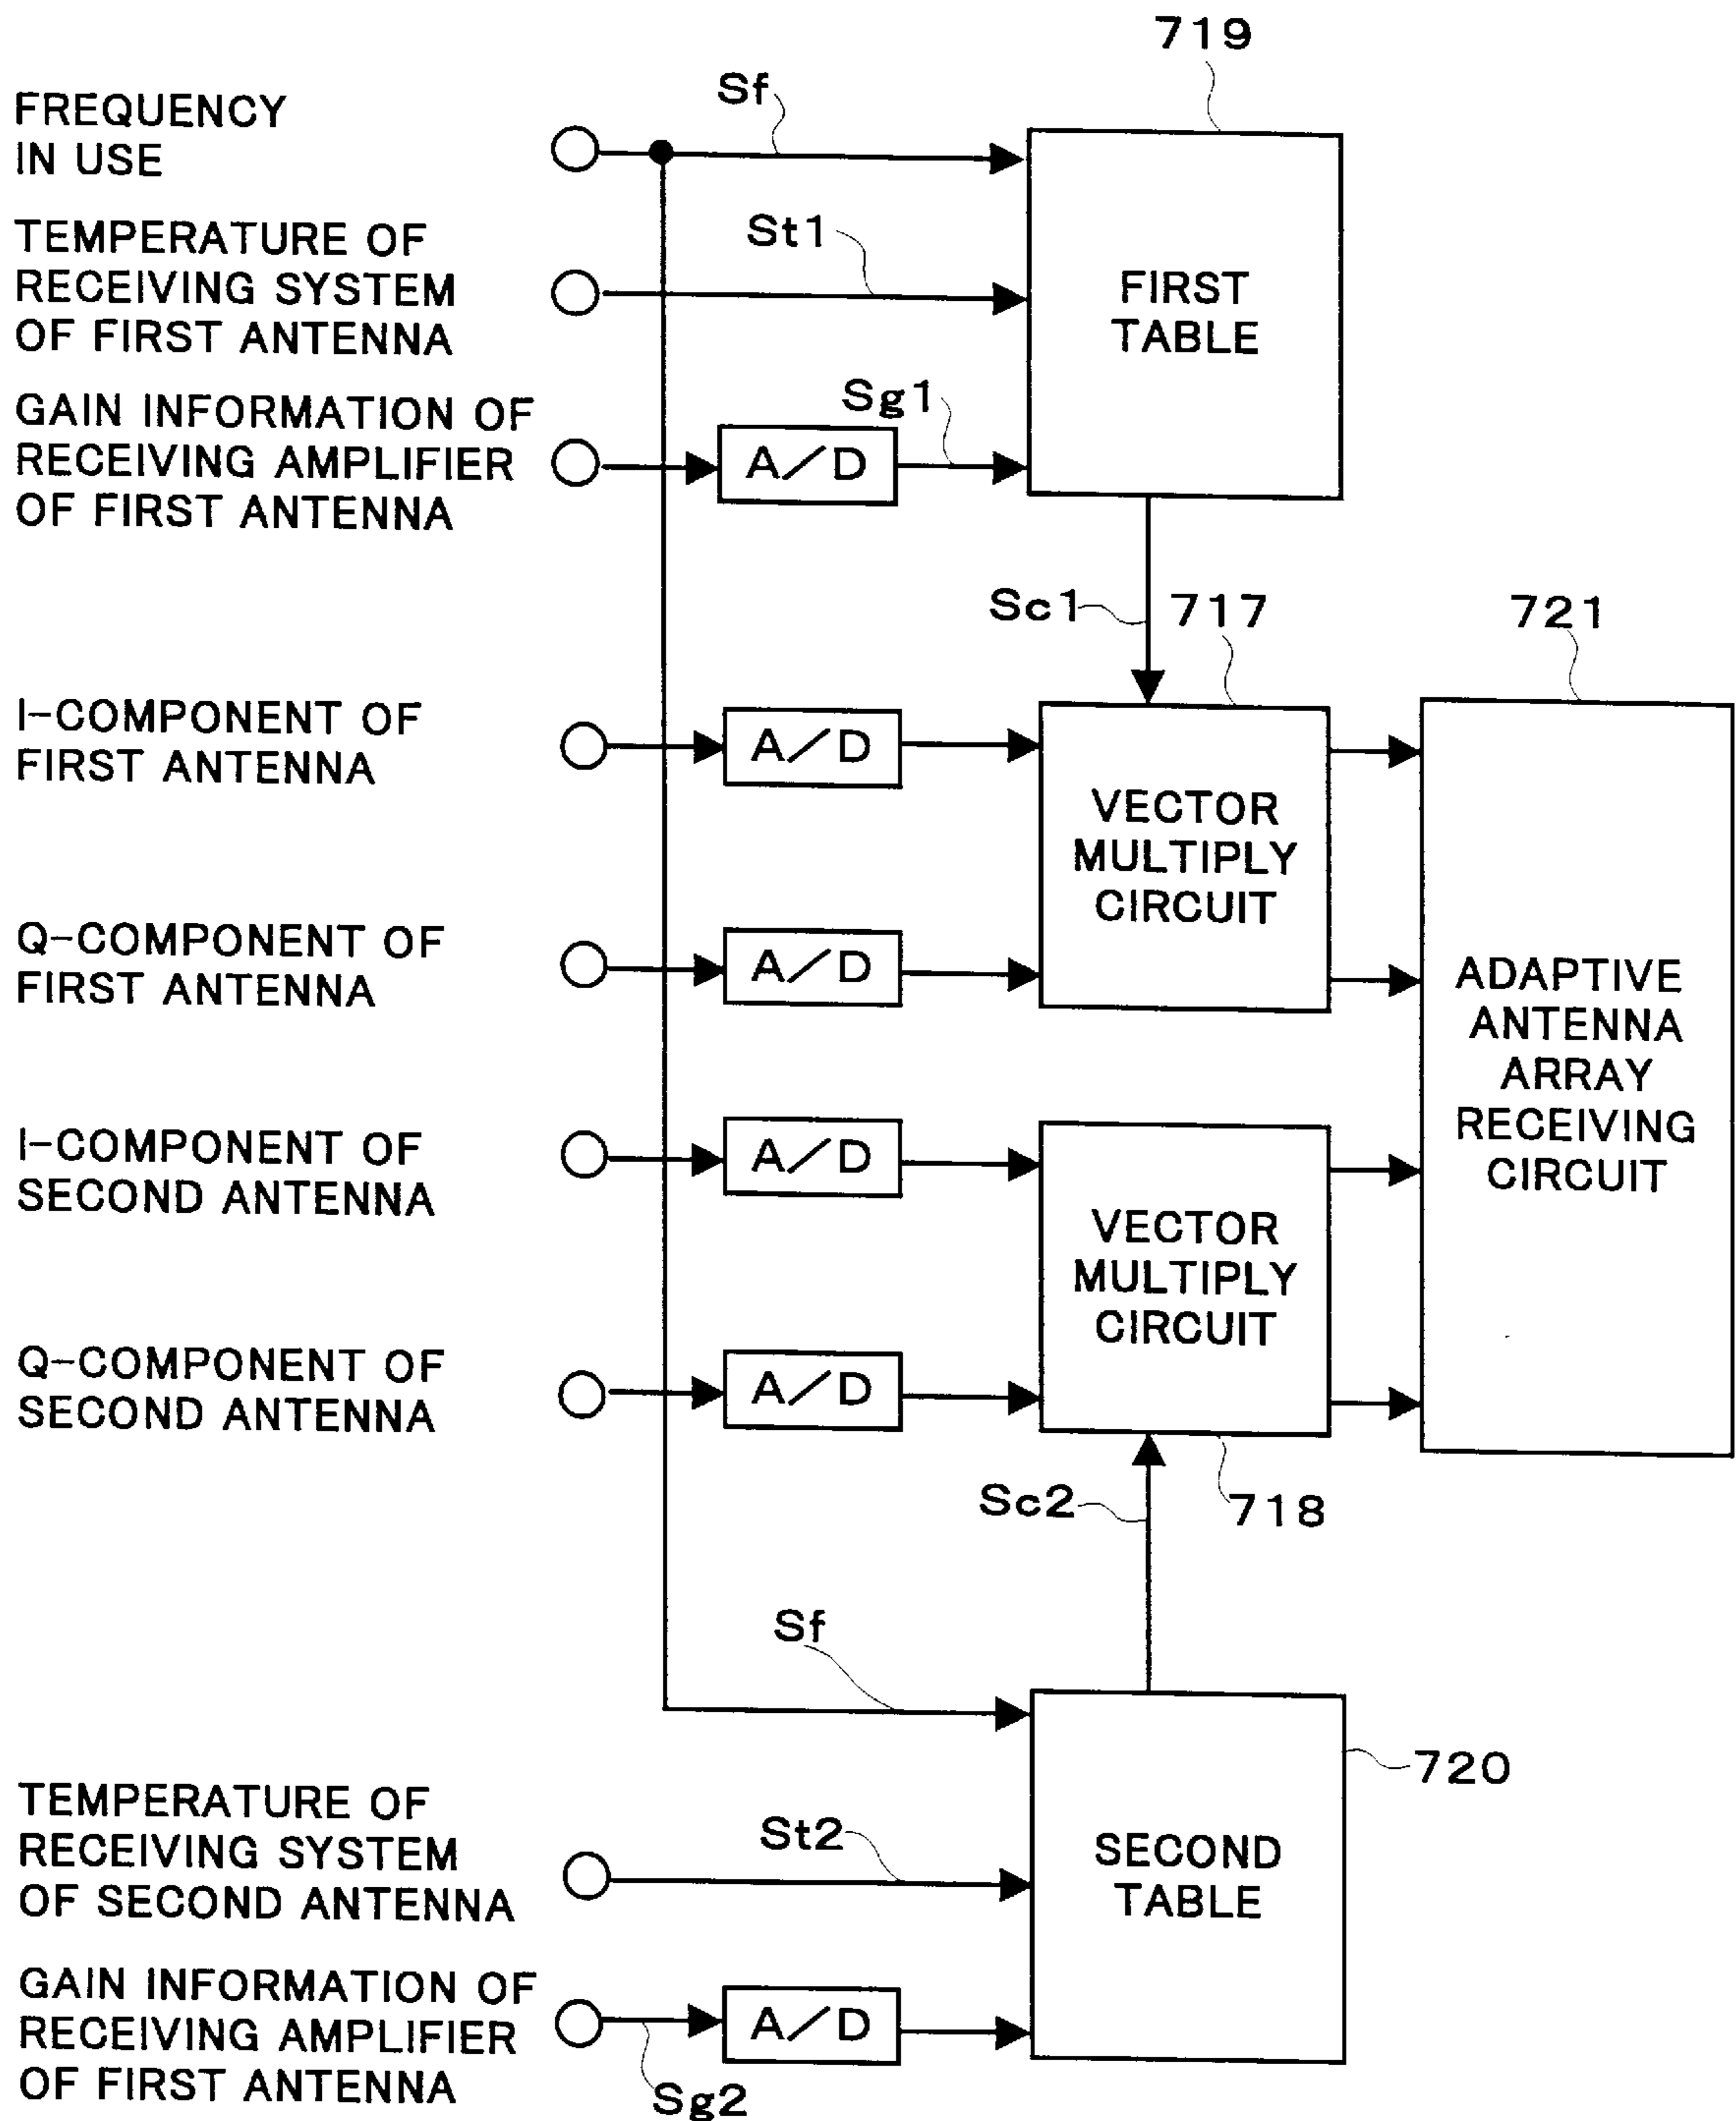 719
Sf
FREQUENCY
IN USE
St1
TEMPERATURE OF
RECEIVING SYSTEM
OF FIRST ANTENNA
FIRST
TABLE
Sg1
GAIN INFORMATION OF
RECEIVING AMPLIFIER
OF FIRST ANTENNA
A/D
Sc1
717
721
I-COMPONENT OF
FIRST ANTENNA
A/D
VECTOR
MULTIPLY
CIRCUIT
Q-COMPONENT OF
FIRST ANTENNA
A/D
ADAPTIVE
ANTENNA
ARRAY
RECEIVING
CIRCUIT
I-COMPONENT OF
SECOND ANTENNA
A/D
VECTOR
MULTIPLY
CIRCUIT
Q-COMPONENT OF
SECOND ANTENNA
A/D
Sc2
718
Sf
720
TEMPERATURE OF
RECEIVING SYSTEM
OF SECOND ANTENNA
St2
SECOND
TABLE
GAIN INFORMATION OF
RECEIVING AMPLIFIER
OF FIRST ANTENNA
A/D
Sg2